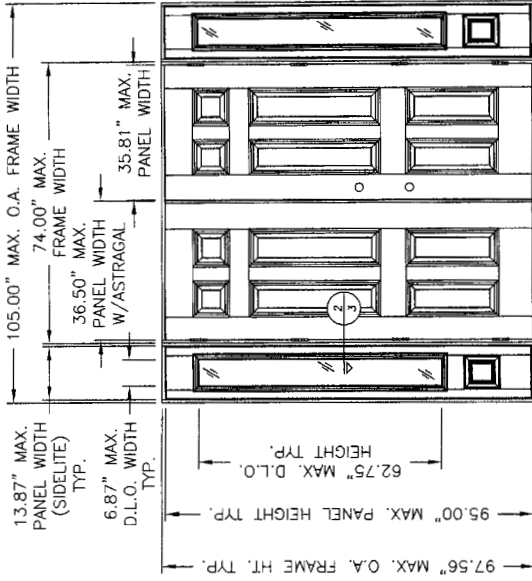 105.00" MAX. O.A. FRAME WIDTH
74.00" MAX.
FRAME WIDTH
35.81" MAX.
PANEL WIDTH
36.50" MAX.
PANEL WIDTH
W/ASTRAGAL
13.87" MAX.
PANEL WIDTH
(SIDELITE)
TYP.
6.87" MAX.
D.L.O. WIDTH
TYP.
2
3
62.75" MAX. D.L.O.
HEIGHT TYP.
95.00" MAX. PANEL HEIGHT TYP.
97.56" MAX. O.A. FRAME HT. TYP.